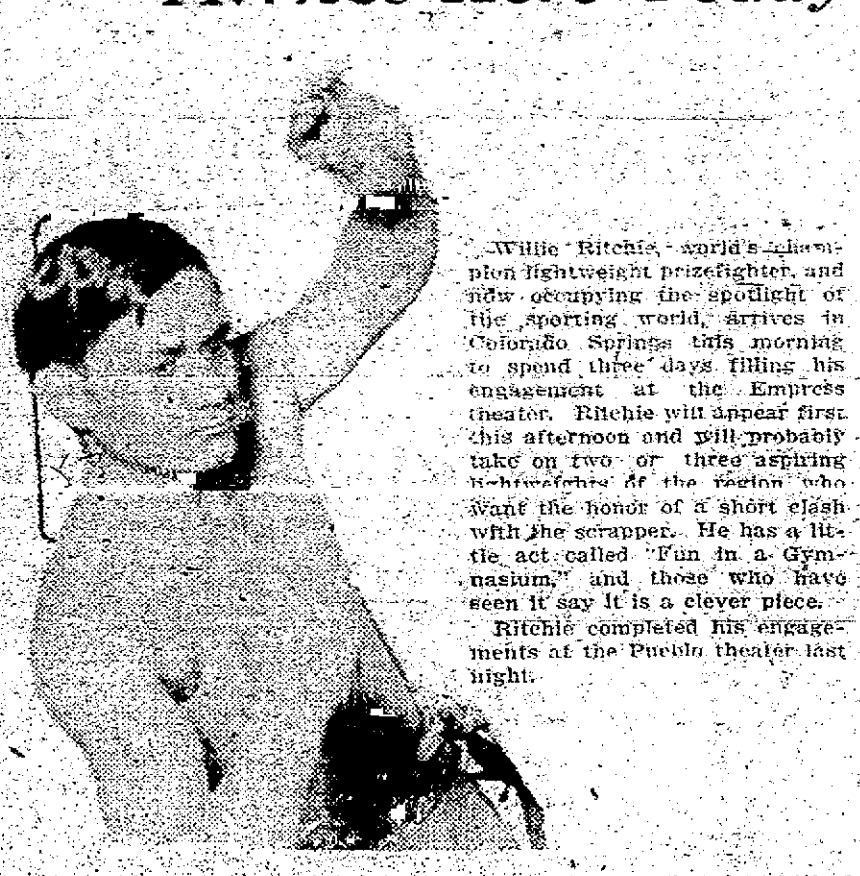 Arrives Here Today
Willie Ritchie, world's cham-
pion lightweight prizefighter, and
now occupying the spotlight of
the sporting world, arrives in
Colorado Springs this morning
to spend three days filling his
engagement at the Empress
theater. Ritchie will appear first
this afternoon and will probably
take on two or three aspiring
lightweights of the region who
want the honor of a short clash
with the scrapper. He has a lit-
tle act called "Fun in a Gym-
nasium," and those who have
seen it say it is a clever piece.
Ritchie completed his engage-
ments at the Pueblo theater last
night.